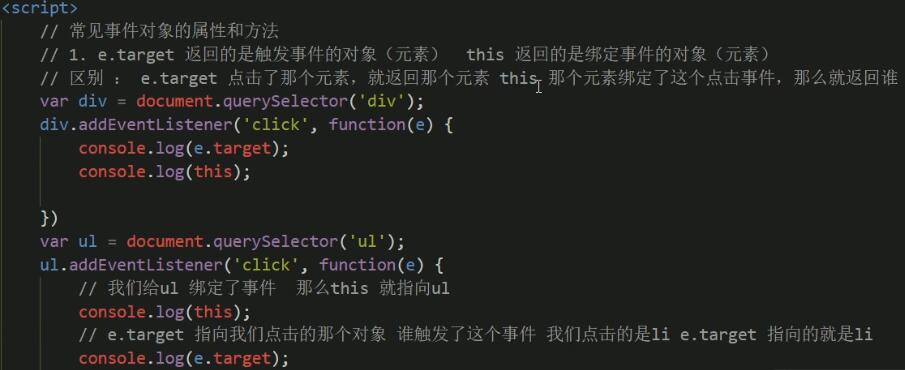 <script>
// 常见事件对象的属性和方法
// 1. e.target 返回的是触发事件的对象（元素） this 返回的是绑定事件的对象（元素）
// 区别 ： e.target 点击了那个元素，就返回那个元素 this 那个元素绑定了这个点击事件，那么就返回谁
var div = document.querySelector('div');
div.addEventListener('click', function(e) {
console.log(e.target);
console.log(this);
})
var ul = document.querySelector('ul');
ul.addEventListener('click', function(e) {
// 我们给ul 绑定了事件 那么this 就指向ul
console.log(this);
// e.target 指向我们点击的那个对象 谁触发了这个事件 我们点击的是li e.target 指向的就是li
console.log(e.target);